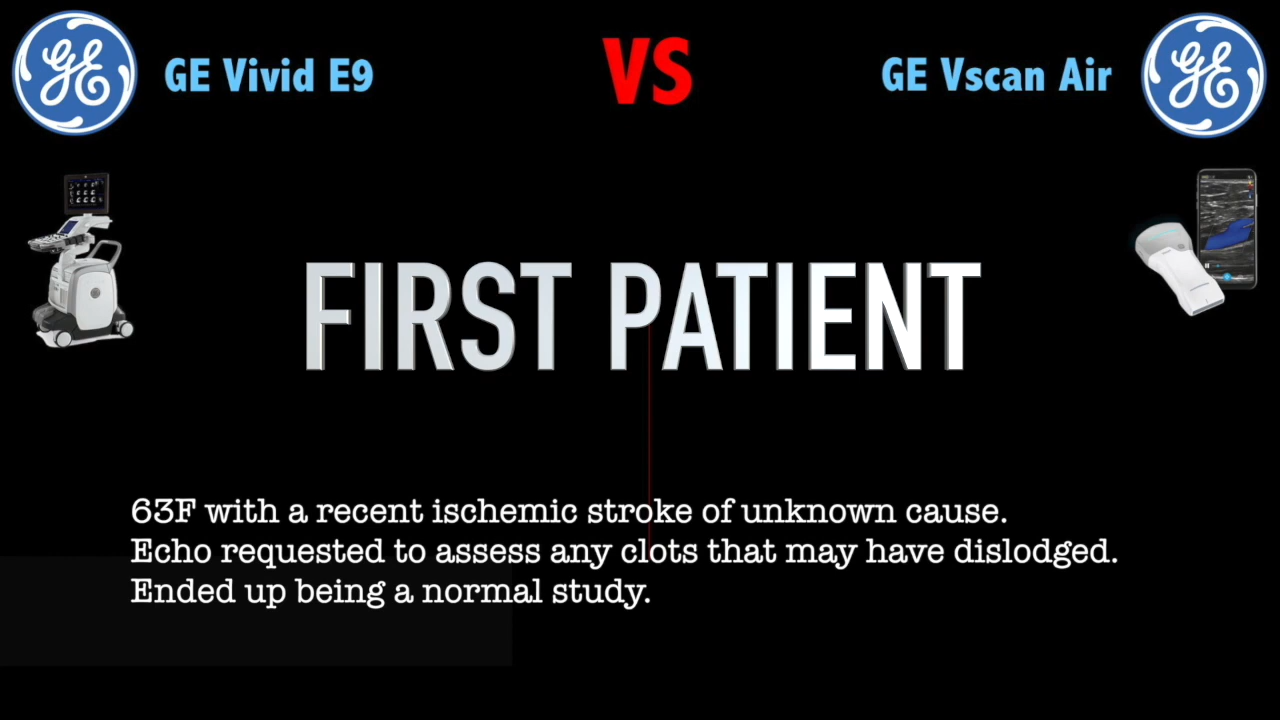 GE Vivid E9
VS
GE Vscan Air
FIRST PATIENT
63F with a recent ischemic stroke of unknown cause.
Echo requested to assess any clots that may have dislodged.
Ended up being a normal study.